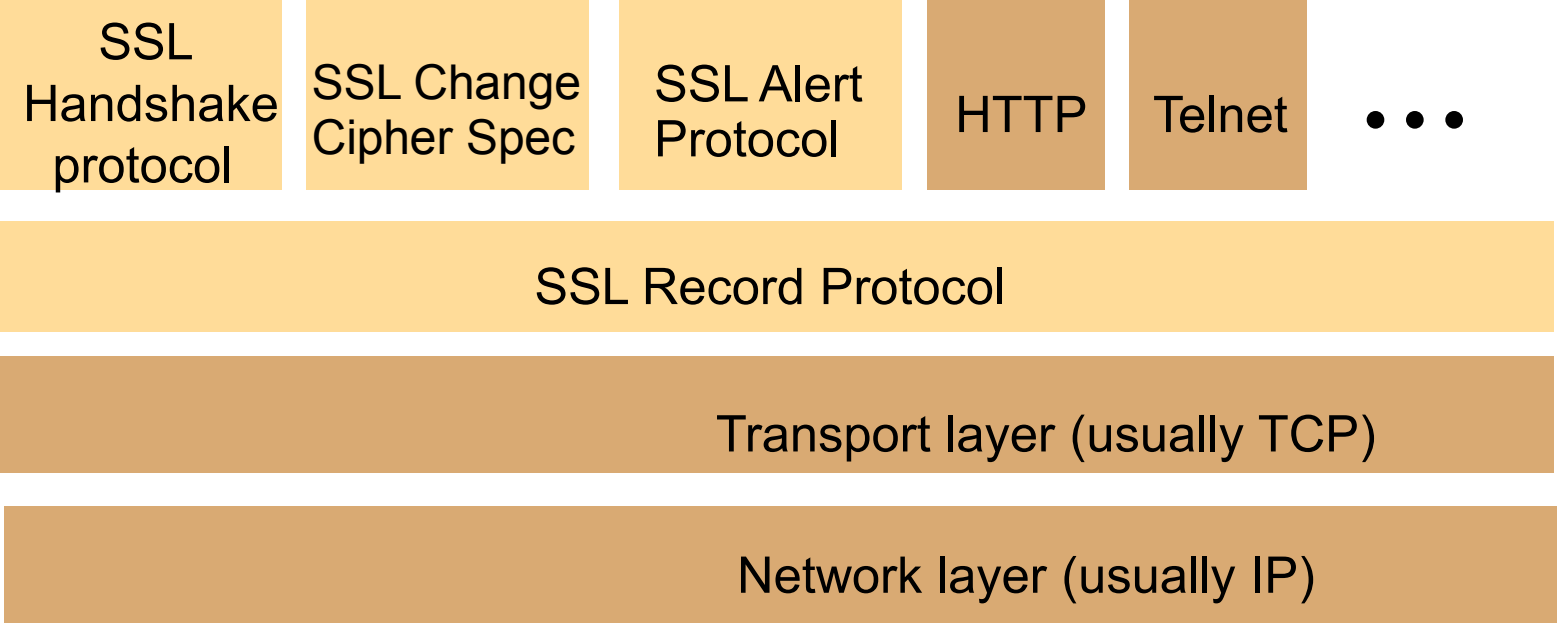 SSL
Handshake
protocol
SSL Change
Cipher Spec
SSL Alert
Protocol
HTTP
Telnet
• • •
SSL Record Protocol
Transport layer (usually TCP)
Network layer (usually IP)